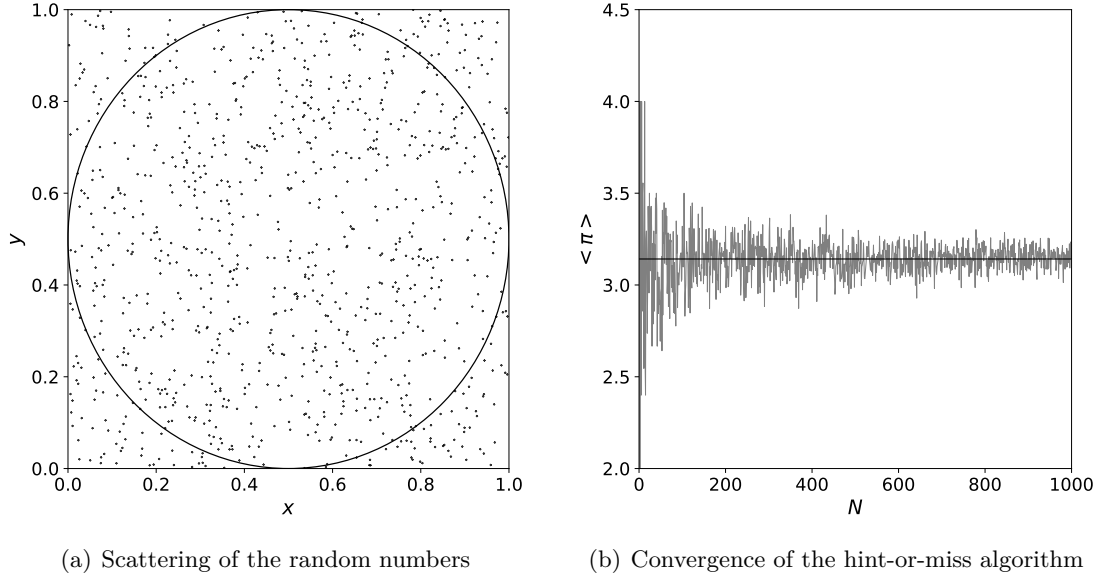 1.0
0.8
0.6
0.4
0.2
0.0
y
0.0 0.2 0.4 0.6 0.8 1.0
x
(a) Scattering of the random numbers
4.5
4.0
3.5
3.0
2.5
2.0
< π >
0 200 400 600 800 1000
N
(b) Convergence of the hint-or-miss algorithm